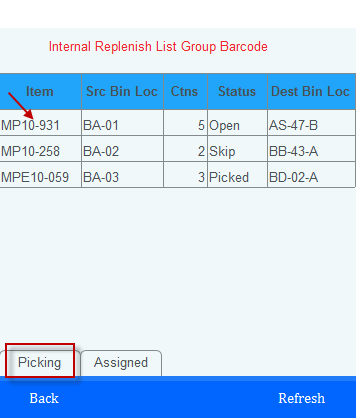 Internal Replenish List Group Barcode
Item Src Bin Loc Ctns Status Dest Bin Loc
MP10-931 BA-01 5 Open AS-47-B
MP10-258 BA-02 2 Skip BB-43-A
MPE10-059 BA-03 3 Picked BD-02-A
Picking Assigned
Back Refresh